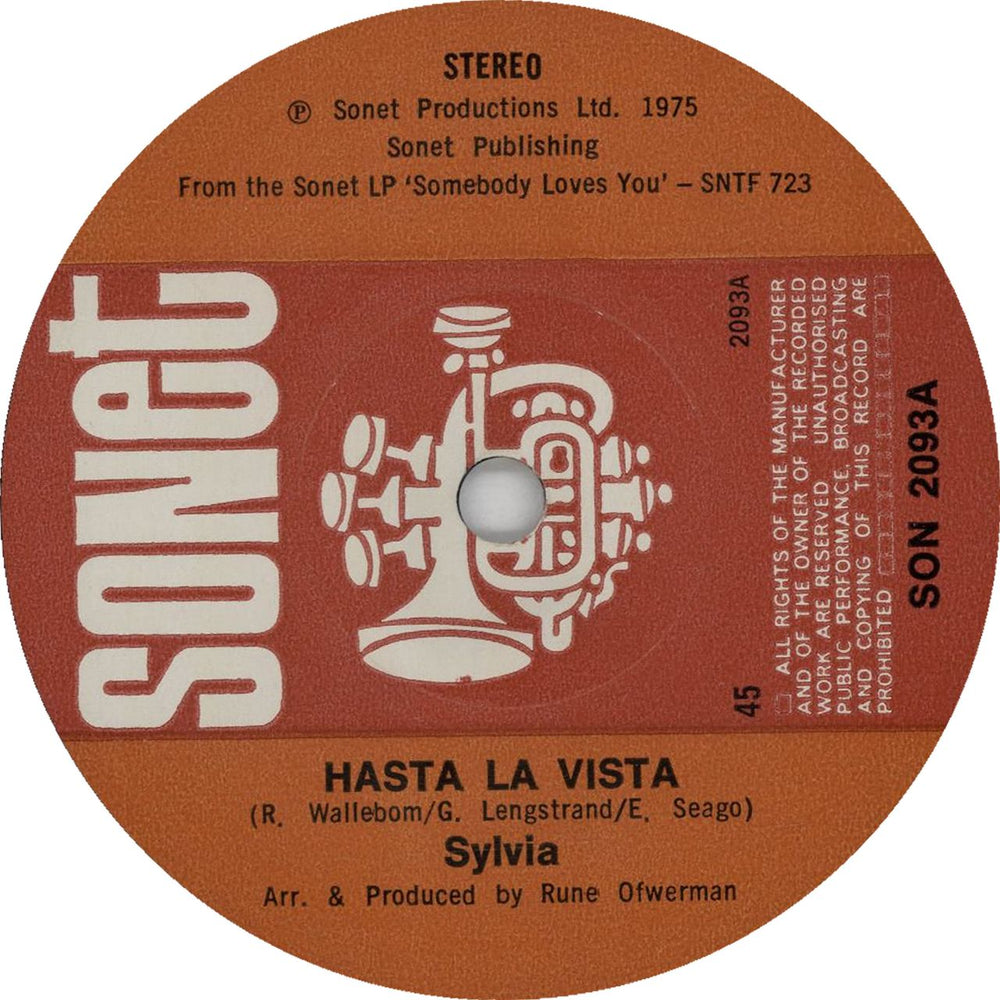 STEREO
℗ Sonet Productions Ltd. 1975
Sonet Publishing
From the Sonet LP ‘Somebody Loves You’ – SNTF 723
sonet
2093A
45
ALL RIGHTS OF THE MANUFACTURER
AND OF THE OWNER OF THE RECORDED
WORK ARE RESERVED. UNAUTHORISED
PUBLIC PERFORMANCE, BROADCASTING
AND COPYING OF THIS RECORD ARE
PROHIBITED
SON 2093A
HASTA LA VISTA
(R. Wallebom/G. Lengstrand/E. Seago)
Sylvia
Arr. & Produced by Rune Ofwerman